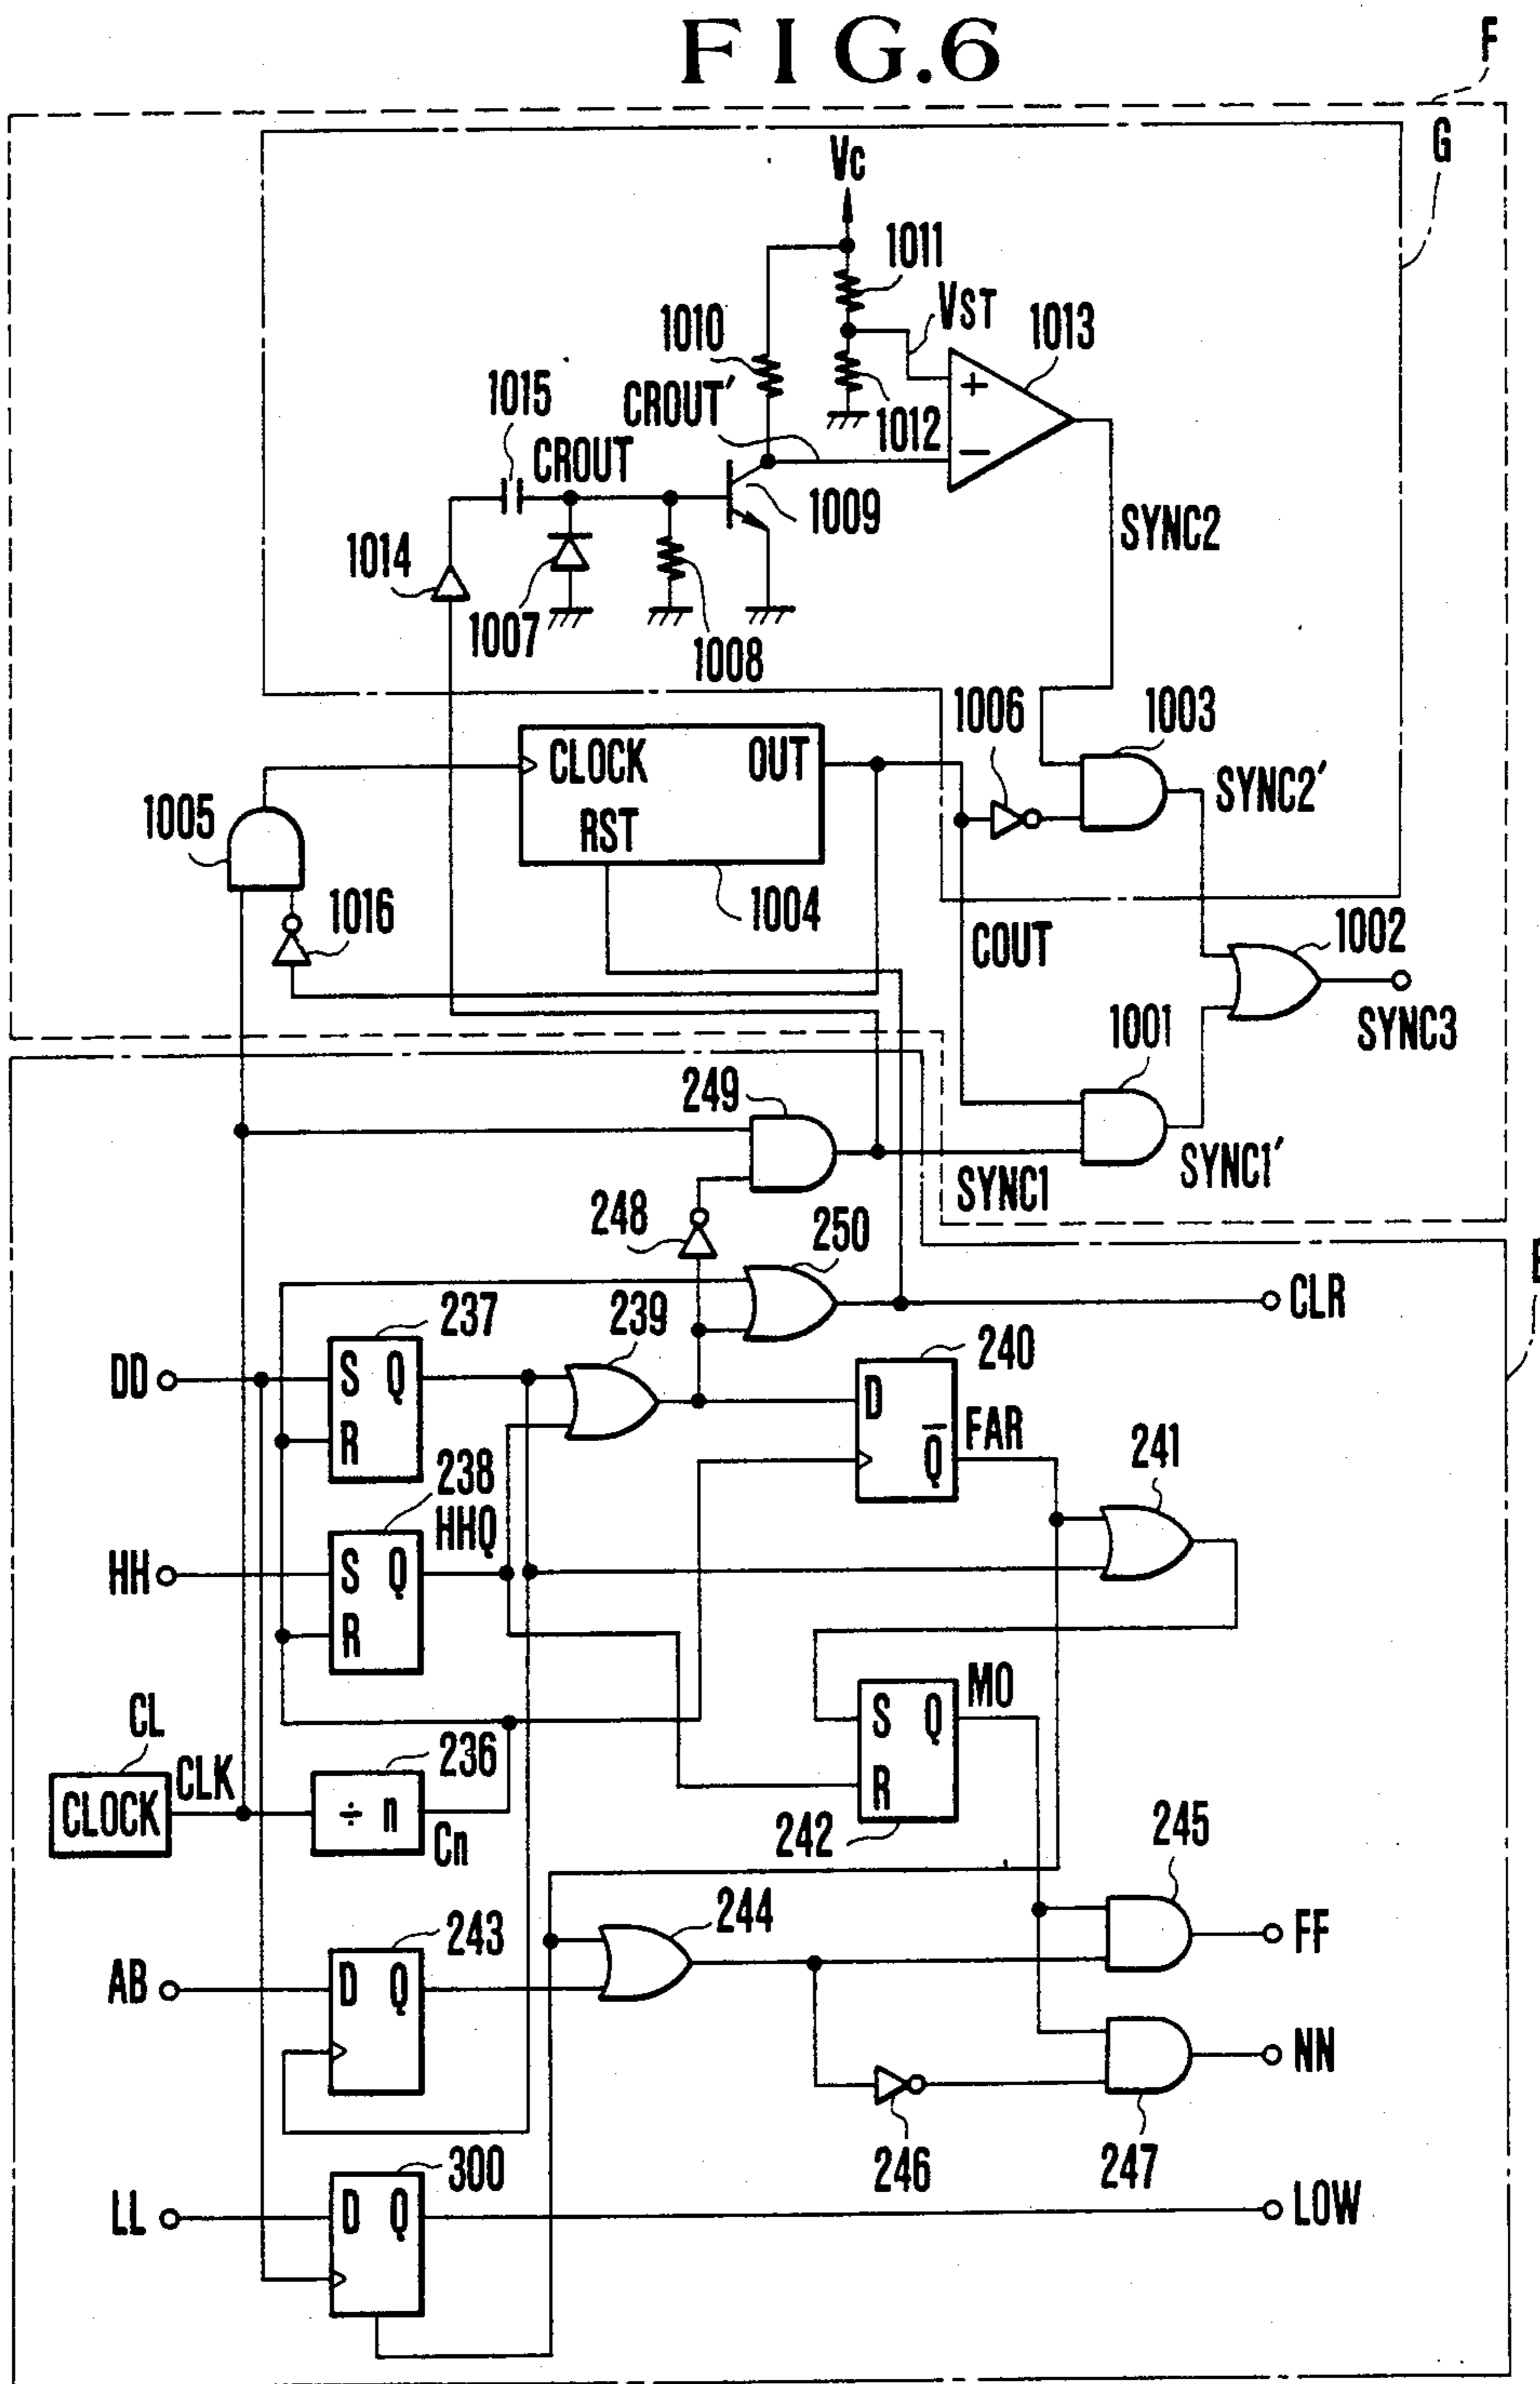 FIG.6
F
G
Vc
1011
VST
1010
1013
CROUT'
1015
CROUT
+
−
1012
1009
SYNC2
1014
1007
1008
1006
1003
CLOCK OUT
RST
SYNC2'
1005
1016
1004
COUT
1002
SYNC3
1001
249
SYNC1
SYNC1'
248
250
CLR
237
239
240
DD
S Q
R
D
Q̅
FAR
241
238
HHQ
HH
S Q
R
MO
CL
CLK
236
S Q
R
CLOCK
÷ n
Cn
242
245
243
244
FF
AB
D Q
NN
246
247
300
LL
D Q
LOW